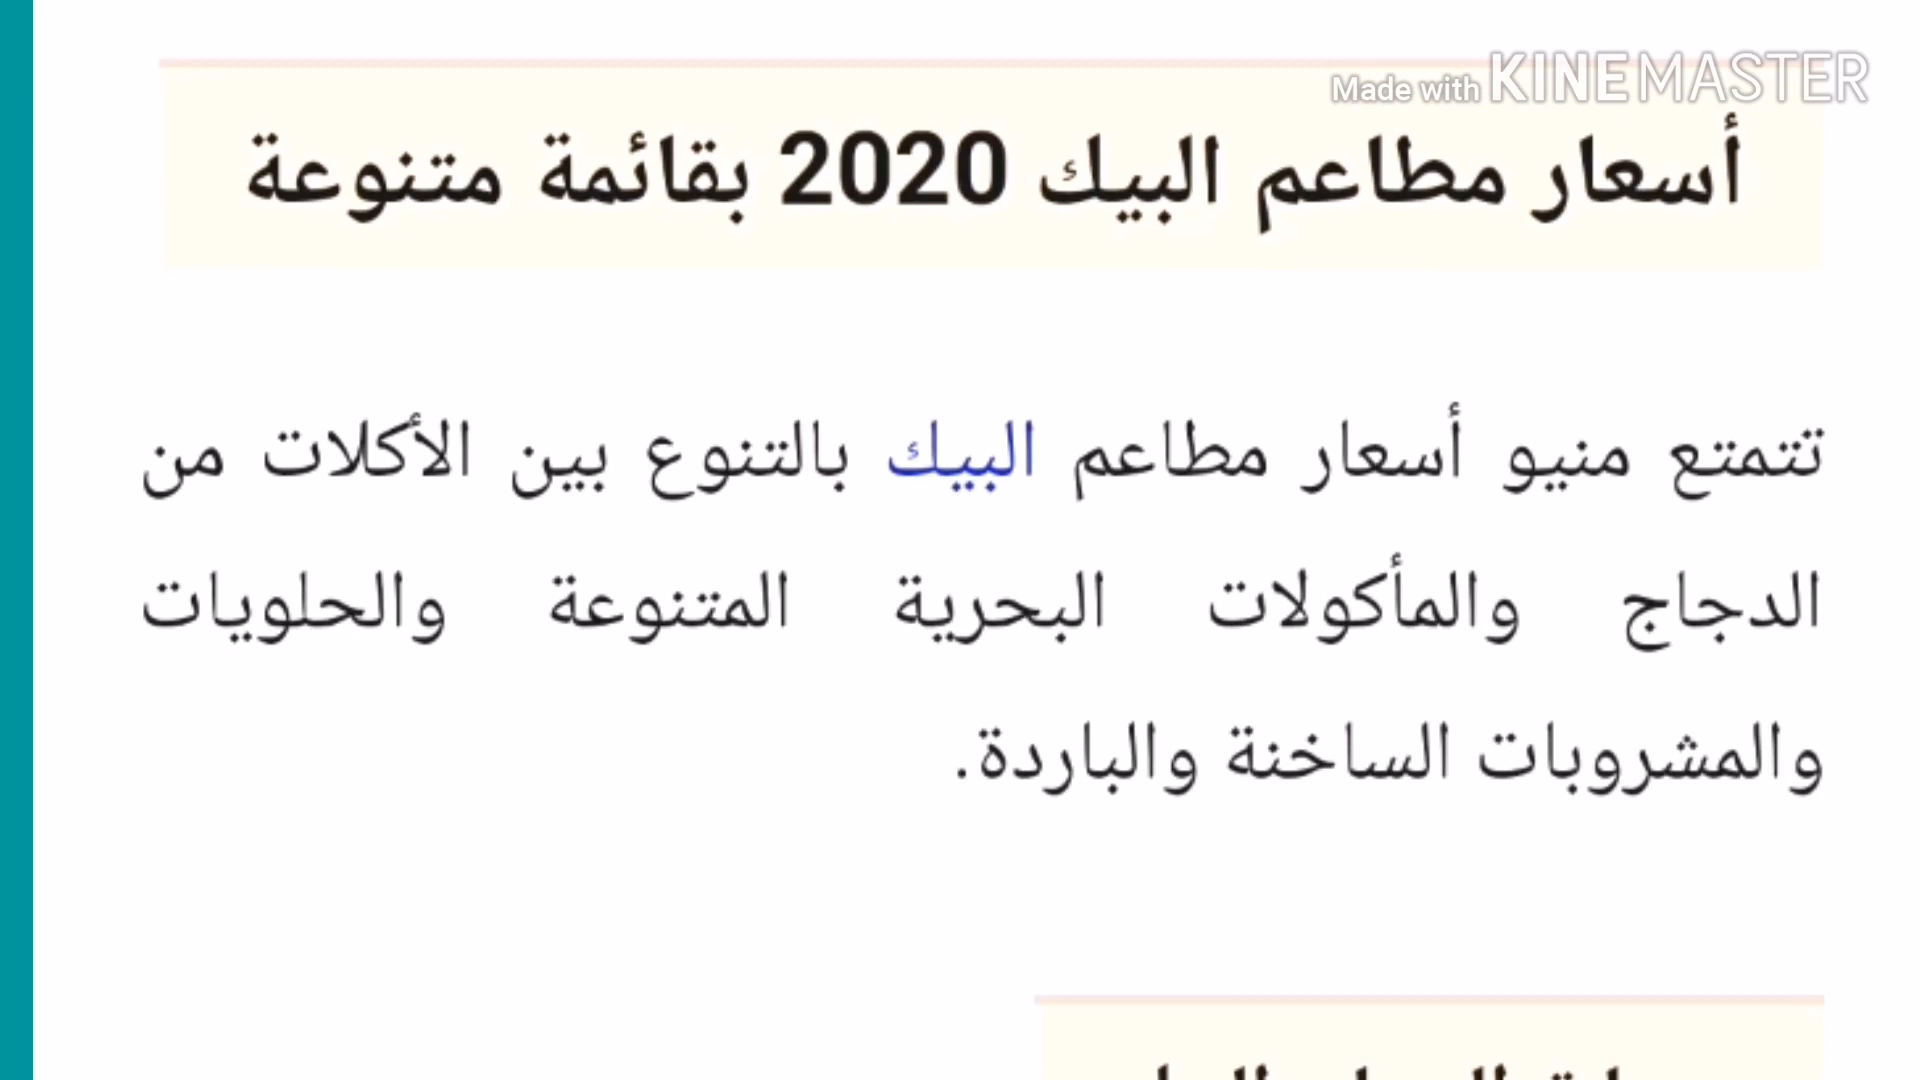 Made with KINEMASTER
أسعار مطاعم البيك 2020 بقائمة متنوعة
تتمتع منيو أسعار مطاعم البيك بالتنوع بين الأكلات من
الدجاج والمأكولات البحرية المتنوعة والحلويات
والمشروبات الساخنة والباردة.